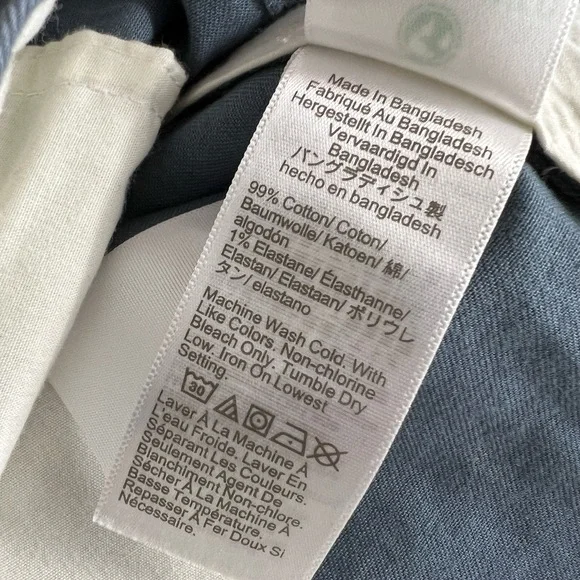 Made In Bangladesh
Fabriqué Au Bangladesh
Hergestellt In Bangladesch
Vervaardigd In
Bangladesh
バングラディシュ製
hecho en bangladesh
99% Cotton/ Coton/
Baumwolle/ Katoen/ 綿/
algodón
1% Elastane/ Élasthanne/
Elastan/ Elastaan/ ポリウレ
タン/ elastano
Machine Wash Cold. With
Like Colors. Non-chlorine
Bleach Only. Tumble Dry
Low. Iron On Lowest
Setting.
30
Laver À La Machine À
L'eau Froide. Laver En
Séparant Les Couleurs.
Seulement Agent De
Blanchiment Non-chlore.
Sécher À La Machine À
Basse Température.
Repasser À Fer Doux Si
Nécessaire.